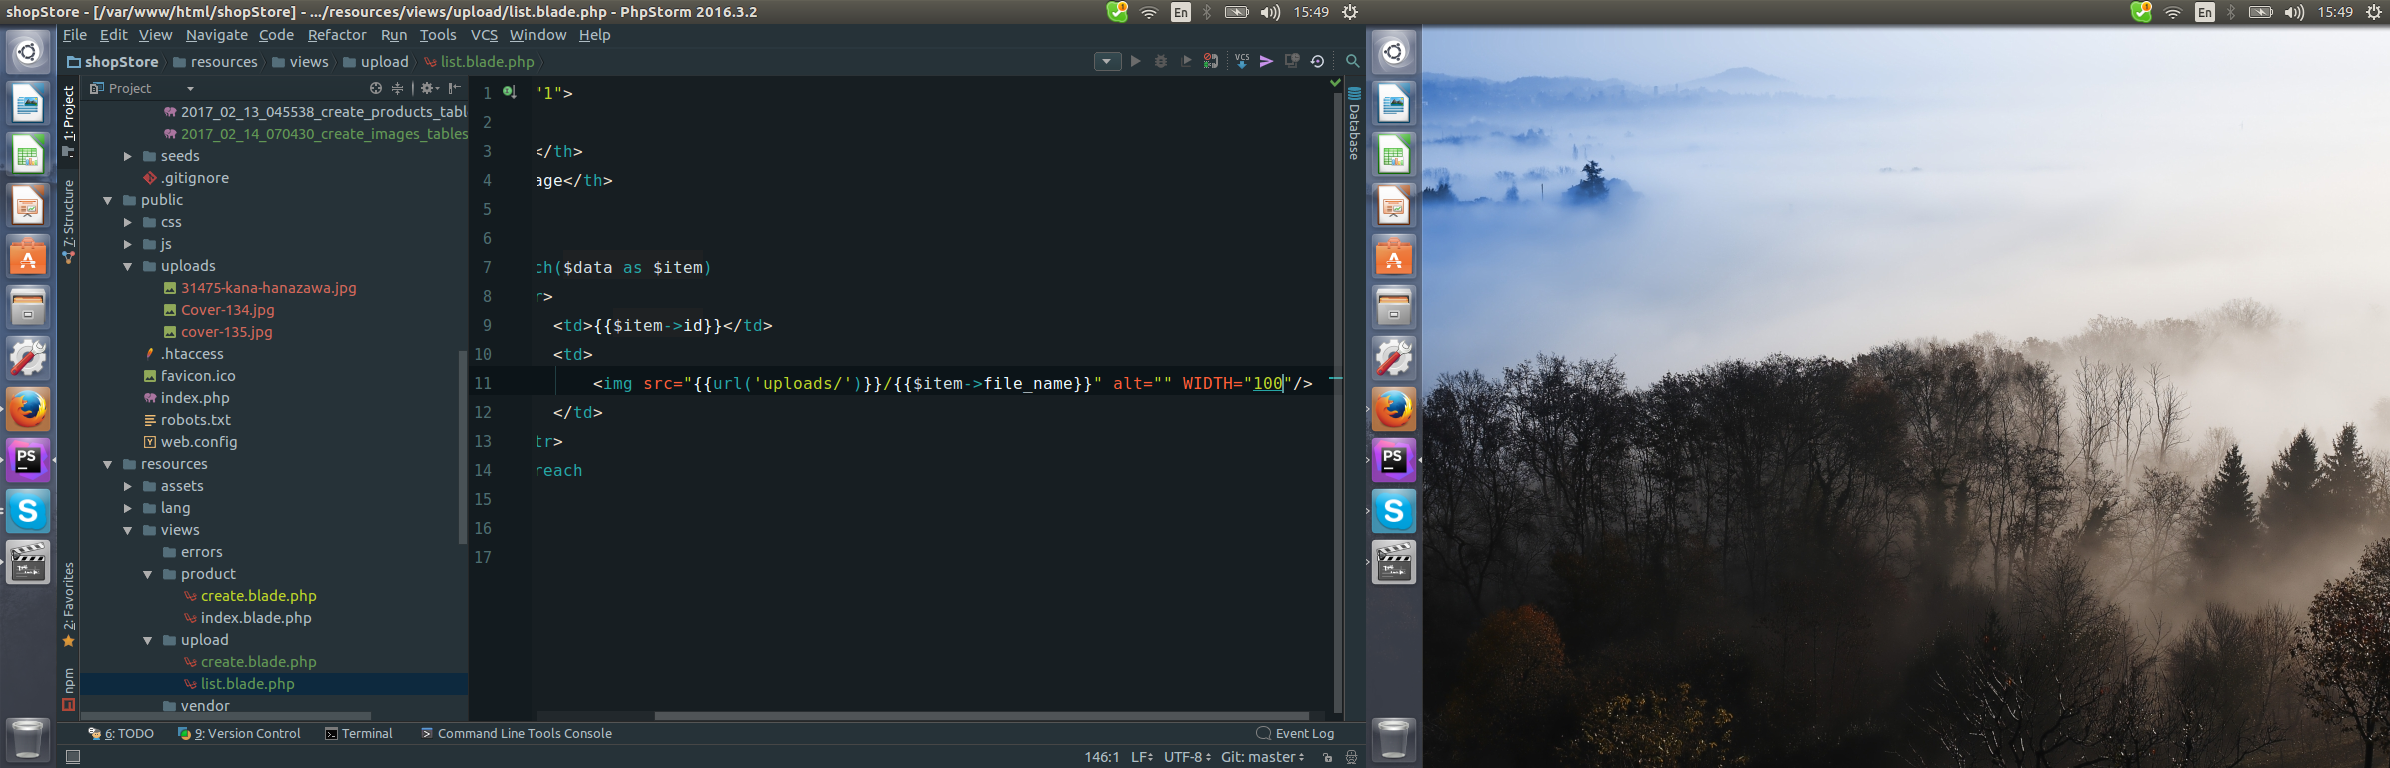 shopStore - [/var/www/html/shopStore] - .../resources/views/upload/list.blade.php - PhpStorm 2016.3.2
En 15:49
En 15:49
File Edit View Navigate Code Refactor Run Tools VCS Window Help
shopStore resources views upload list.blade.php
VCS
Project
1: Project
7: Structure
2: Favorites
npm
2017_02_13_045538_create_products_tabl
2017_02_14_070430_create_images_tables
seeds
.gitignore
public
css
js
uploads
31475-kana-hanazawa.jpg
Cover-134.jpg
cover-135.jpg
.htaccess
favicon.ico
index.php
robots.txt
web.config
resources
assets
lang
views
errors
product
create.blade.php
index.blade.php
upload
create.blade.php
list.blade.php
vendor
1 "1">
2
3 </th>
4 age</th>
5
6
7 ch($data as $item)
8 r>
9 <td>{{$item->id}}</td>
10 <td>
11 <img src="{{url('uploads/')}}/{{$item->file_name}}" alt="" WIDTH="100"/>
12 </td>
13 tr>
14 reach
15
16
17
Database
6: TODO 9: Version Control Terminal Command Line Tools Console Event Log
146:1 LF UTF-8 Git: master
PS
S
PS
S